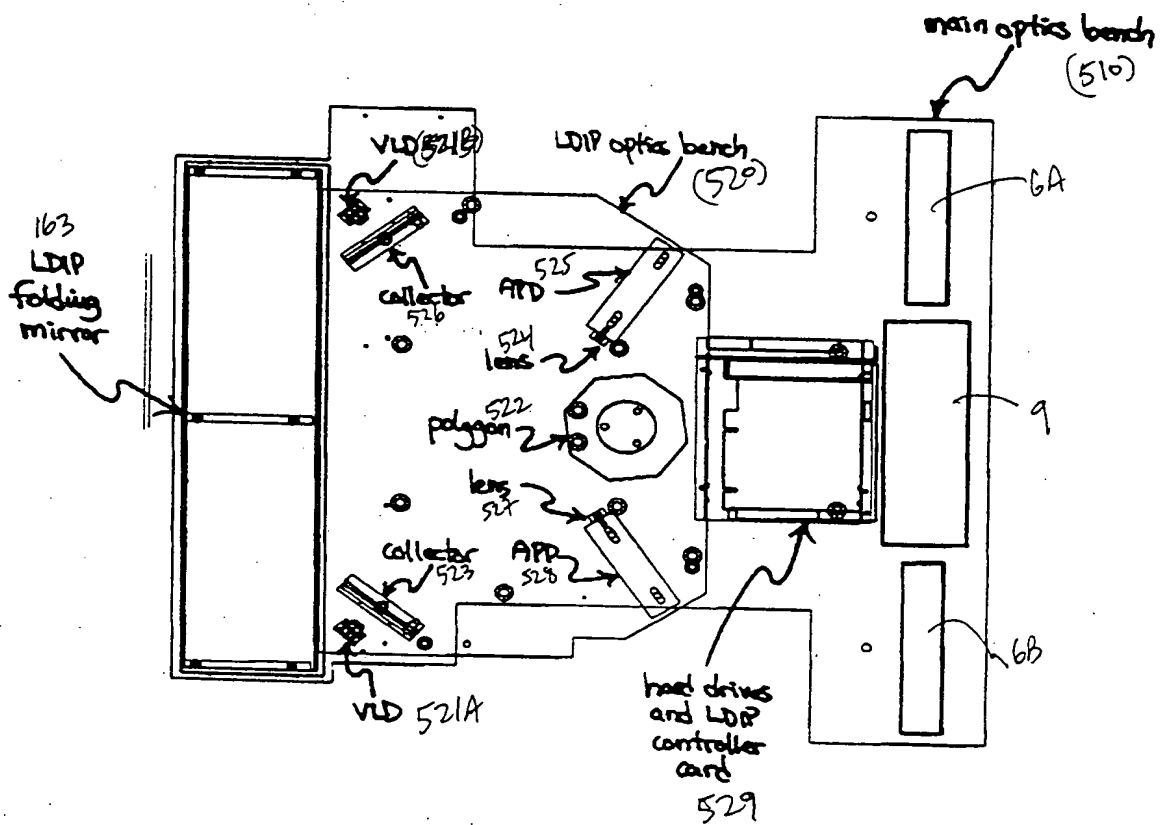 main optics bench
(510)
VLD (521B)
LDIP optics bench
(520)
6A
163
LDIP
folding
mirror
525
APD
collector
526
524
lens
522
polygon
9
lens
527
collector
523
APD
528
6B
VLD 521A
hard drives
and LDIP
controller
card
529